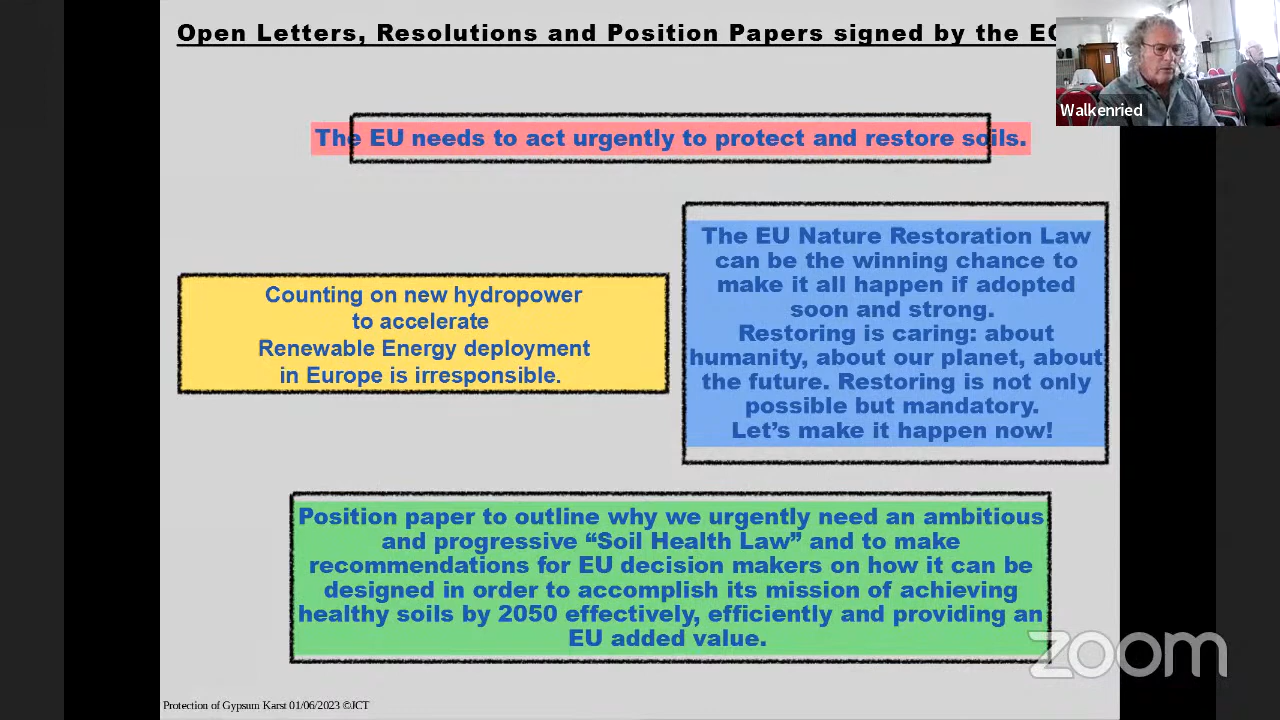 Open Letters, Resolutions and Position Papers signed by the
Walkenried
The EU needs to act urgently to protect and restore soils.
The EU Nature Restoration Law
can be the winning chance to
make it all happen if adopted
soon and strong.
Restoring is caring: about
humanity, about our planet, about
the future. Restoring is not only
possible but mandatory.
Let’s make it happen now!
Counting on new hydropower
to accelerate
Renewable Energy deployment
in Europe is irresponsible.
Position paper to outline why we urgently need an ambitious
and progressive “Soil Health Law” and to make
recommendations for EU decision makers on how it can be
designed in order to accomplish its mission of achieving
healthy soils by 2050 effectively, efficiently and providing an
EU added value.
zoom
Protection of Gypsum Karst 01/06/2023 ©JCT